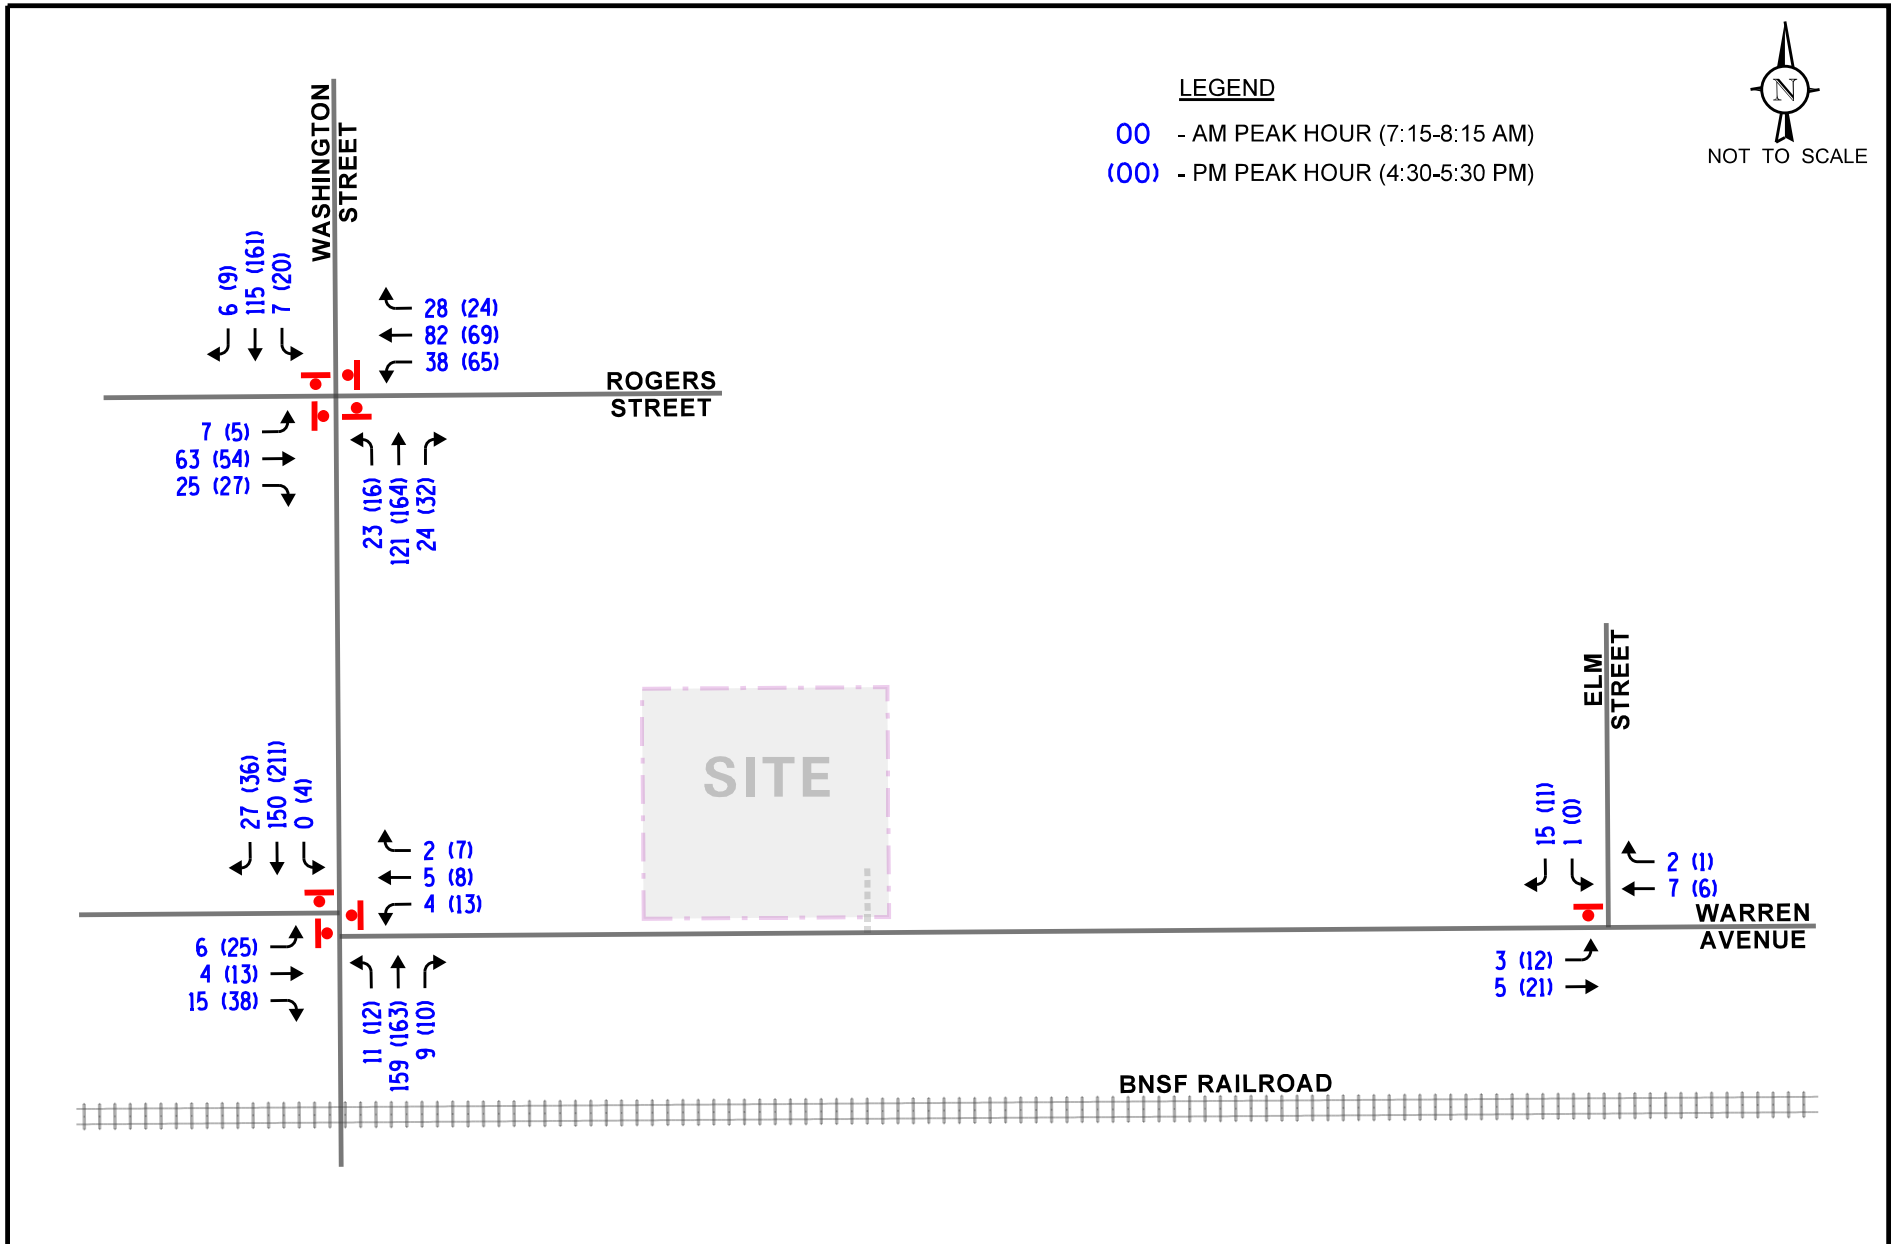 LEGEND
00 - AM PEAK HOUR (7:15-8:15 AM)
(00) - PM PEAK HOUR (4:30-5:30 PM)
N
NOT TO SCALE
WASHINGTON
STREET
6 (9)
115 (161)
7 (20)
28 (24)
82 (69)
38 (65)
ROGERS
STREET
7 (5)
63 (54)
25 (27)
23 (16)
121 (164)
24 (32)
SITE
ELM
STREET
27 (36)
150 (211)
0 (4)
2 (7)
5 (8)
4 (13)
6 (25)
4 (13)
15 (38)
11 (12)
159 (163)
9 (10)
15 (11)
1 (0)
2 (1)
7 (6)
WARREN
AVENUE
3 (12)
5 (21)
BNSF RAILROAD